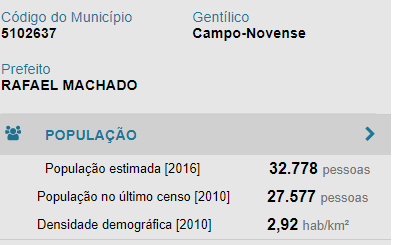 Código do Município Gentílico
5102637 Campo-Novense
Prefeito
RAFAEL MACHADO
POPULAÇÃO
População estimada [2016] 32.778 pessoas
População no último censo [2010] 27.577 pessoas
Densidade demográfica [2010] 2,92 hab/km²